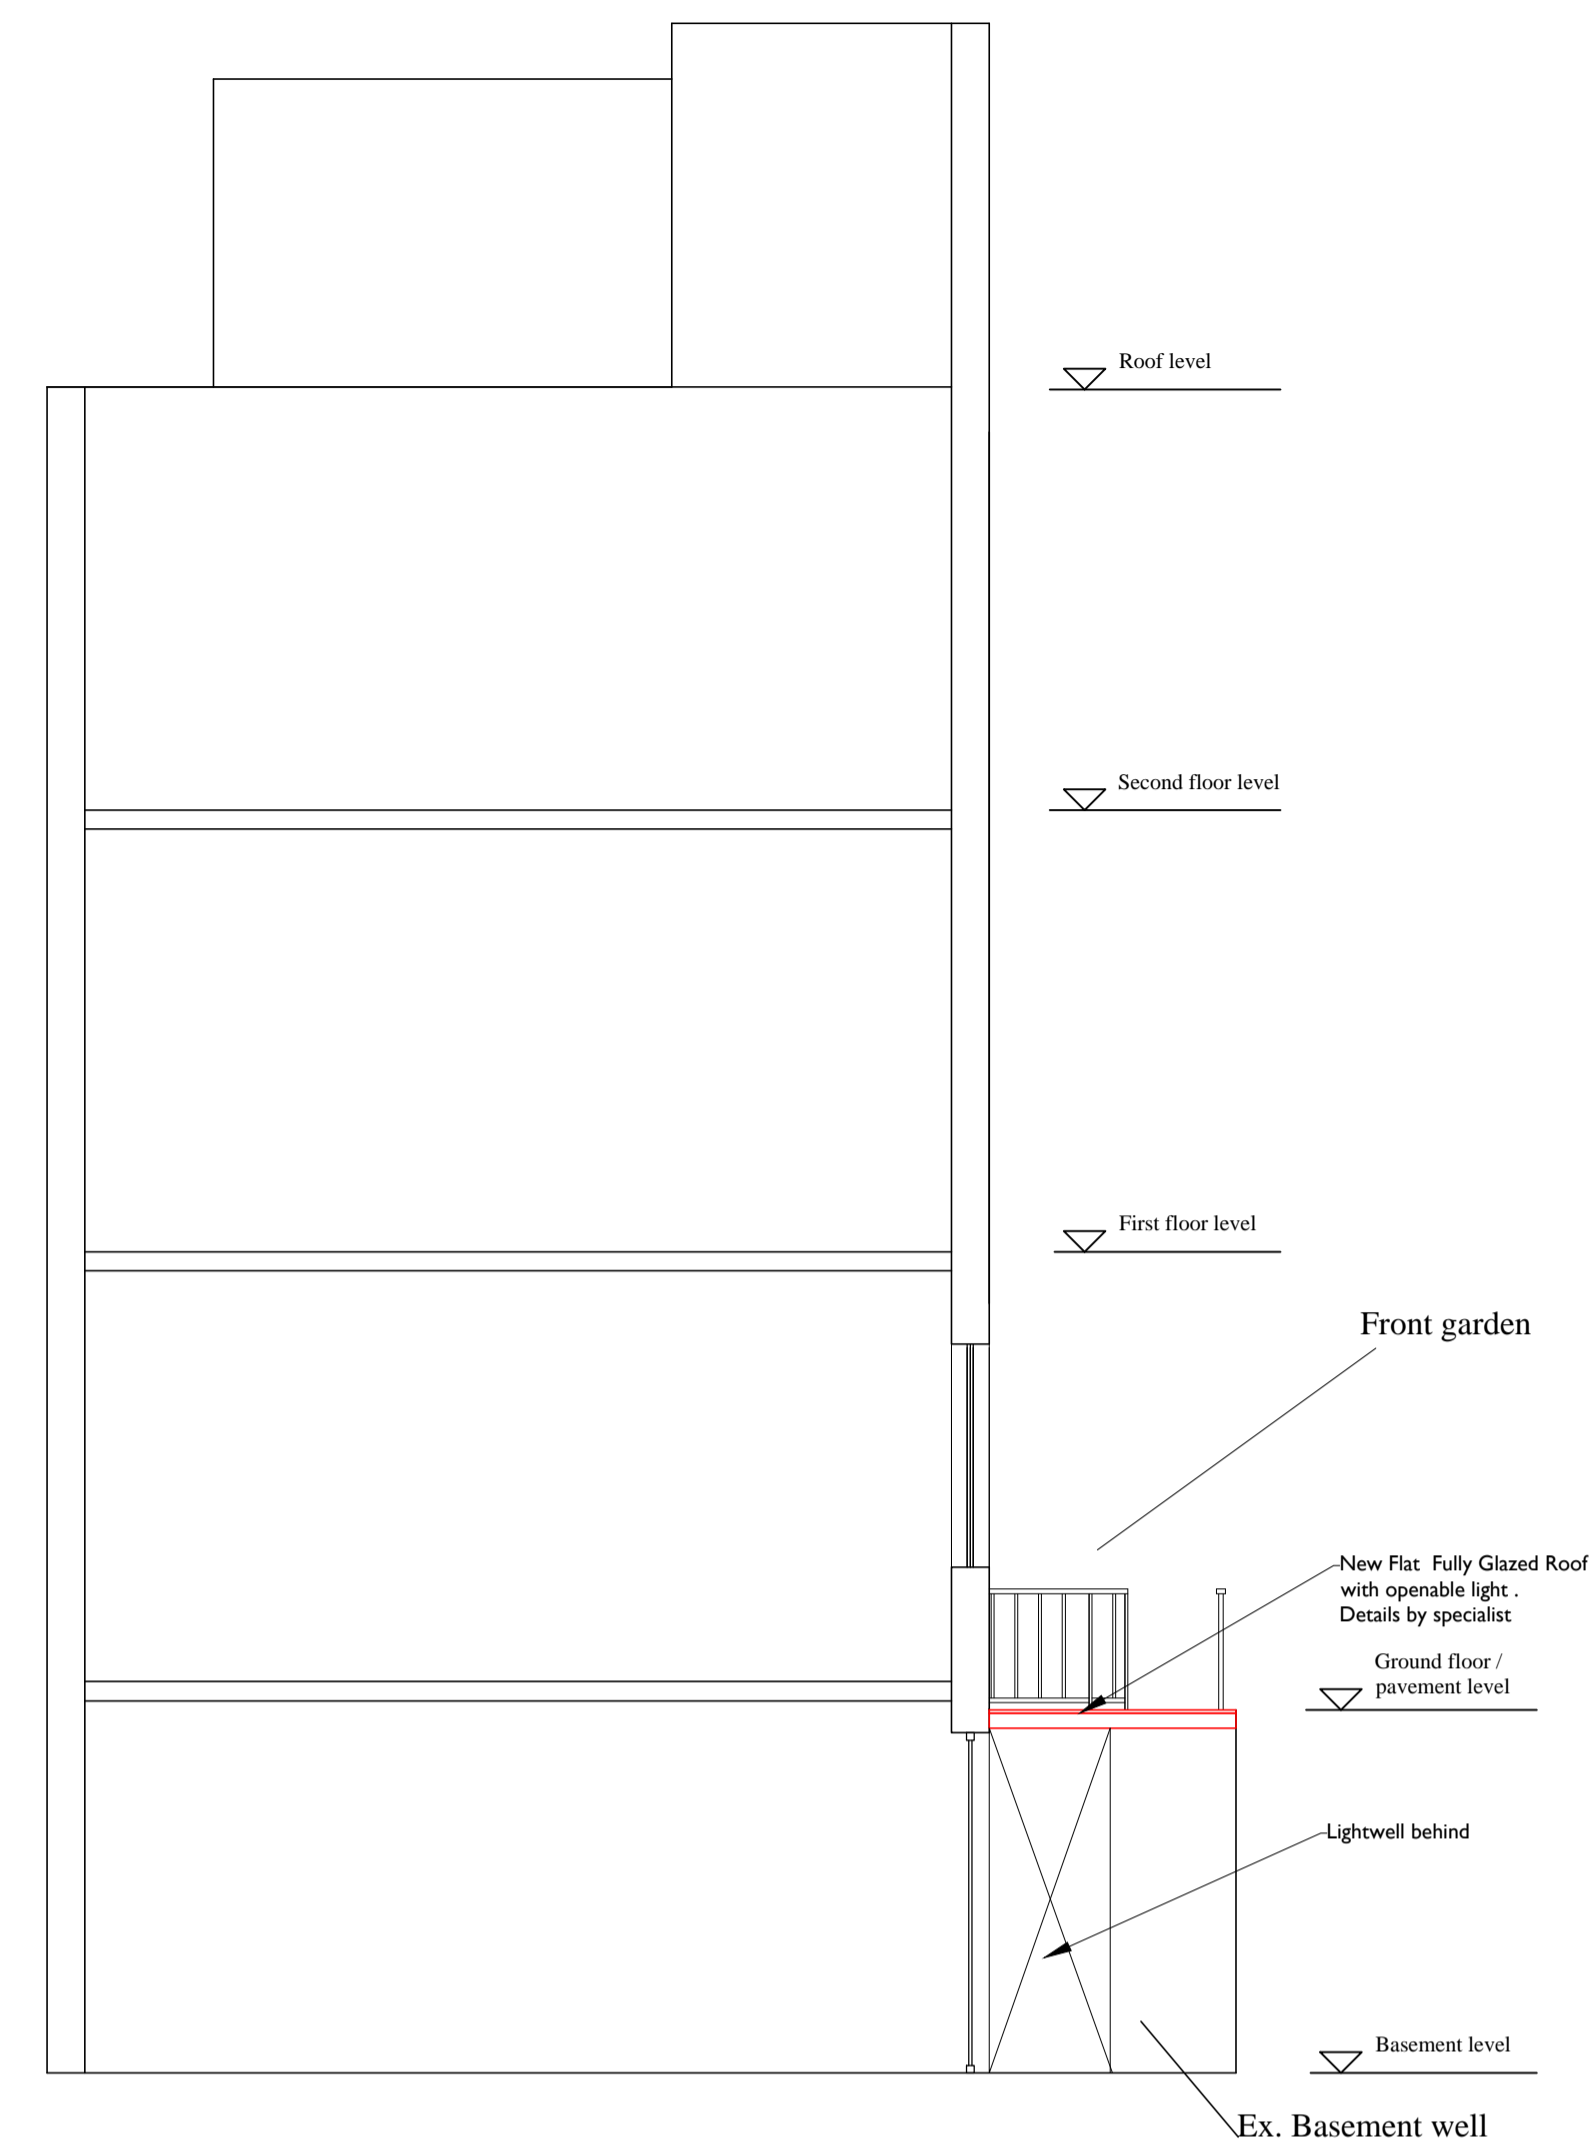 Roof level
Second floor level
First floor level
Front garden
New Flat Fully Glazed Roof
with openable light .
Details by specialist
Ground floor /
pavement level
Lightwell behind
Basement level
Ex. Basement well